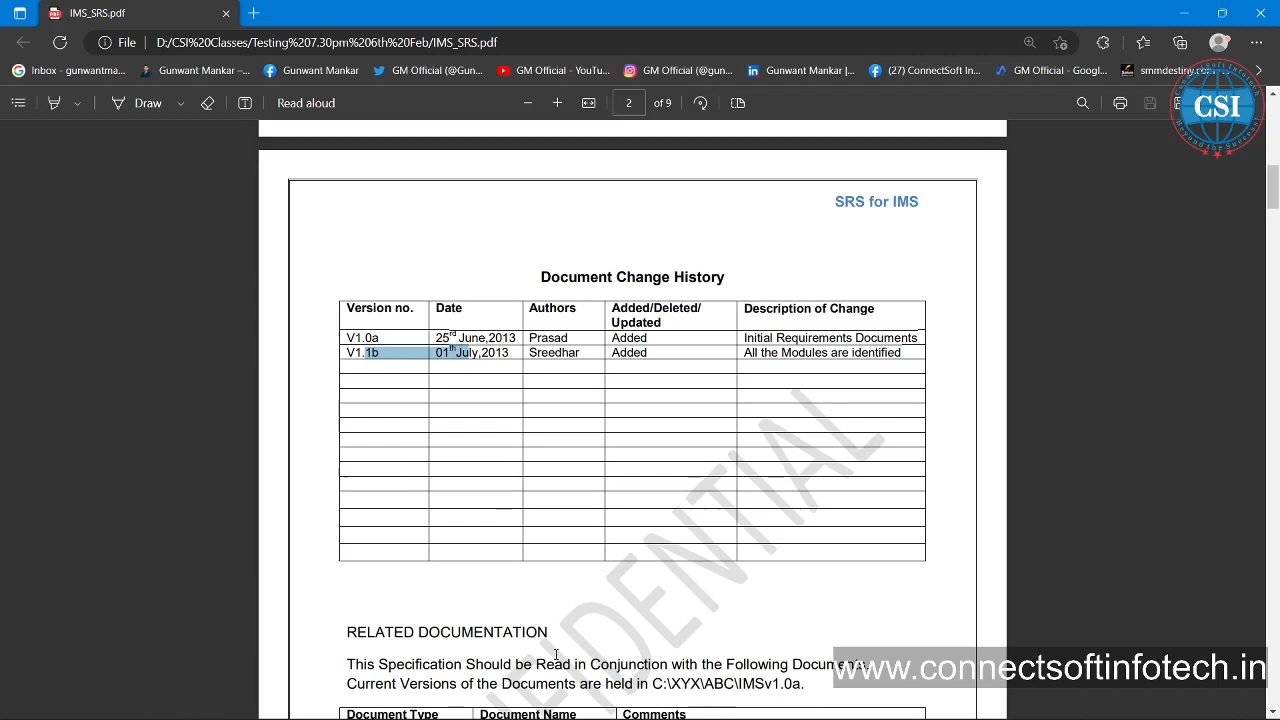 IMS_SRS.pdf
File D:/CSI%20Classes/Testing%207.30pm%206th%20Feb/IMS_SRS.pdf
Inbox - gunwantma...
Gunwant Mankar –...
Gunwant Mankar
GM Official (@Gun...
GM Official - YouTu...
GM Official (@gun...
Gunwant Mankar |...
(27) ConnectSoft In...
GM Official - Googl...
smmdestiny.com
Draw
Read aloud
2 of 9
CSI
SRS for IMS
Document Change History
Version no. Date Authors Added/Deleted/ Updated Description of Change
V1.0a 25rd June,2013 Prasad Added Initial Requirements Documents
V1.1b 01th July,2013 Sreedhar Added All the Modules are identified
RELATED DOCUMENTATION
This Specification Should be Read in Conjunction with the Following Documents.
Current Versions of the Documents are held in C:\XYX\ABC\IMSv1.0a.
Document Type Document Name Comments
www.connectsoftinfotech.in